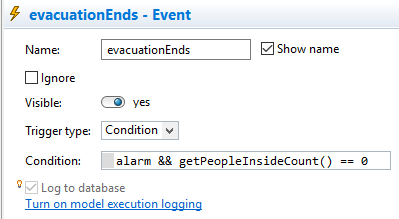 evacuationEnds - Event
Name: evacuationEnds Show name
Ignore
Visible: yes
Trigger type: Condition
Condition: alarm && getPeopleInsideCount() == 0
Log to database
Turn on model execution logging